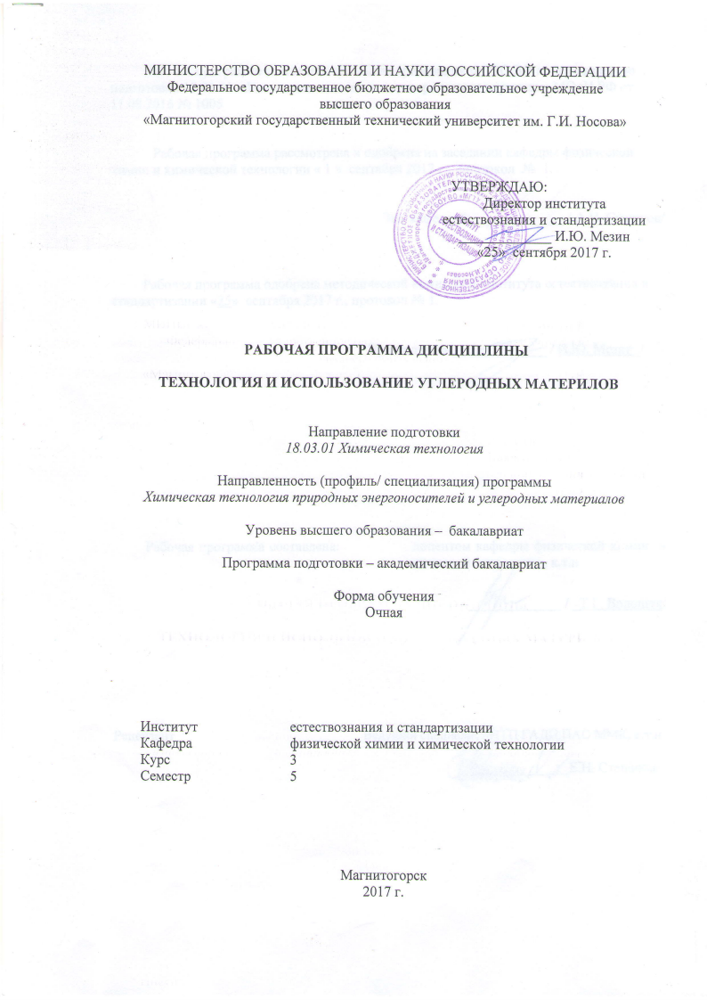 МИНИСТЕРСТВО ОБРАЗОВАНИЯ И НАУКИ РОССИЙСКОЙ ФЕДЕРАЦИИ
Федеральное государственное бюджетное образовательное учреждение
высшего образования
«Магнитогорский государственный технический университет им. Г.И. Носова»
УТВЕРЖДАЮ:
Директор института
естествознания и стандартизации
И.Ю. Мезин
«25» сентября 2017 г.
ИНСТИТУТ
ЕСТЕСТВОЗНАНИЯ
И СТАНДАРТИЗАЦИИ
РАБОЧАЯ ПРОГРАММА ДИСЦИПЛИНЫ
ТЕХНОЛОГИЯ И ИСПОЛЬЗОВАНИЕ УГЛЕРОДНЫХ МАТЕРИЛОВ
Направление подготовки
18.03.01 Химическая технология
Направленность (профиль/ специализация) программы
Химическая технология природных энергоносителей и углеродных материалов
Уровень высшего образования – бакалавриат
Программа подготовки – академический бакалавриат
Форма обучения
Очная
Институт естествознания и стандартизации
Кафедра физической химии и химической технологии
Курс 3
Семестр 5
Магнитогорск
2017 г.